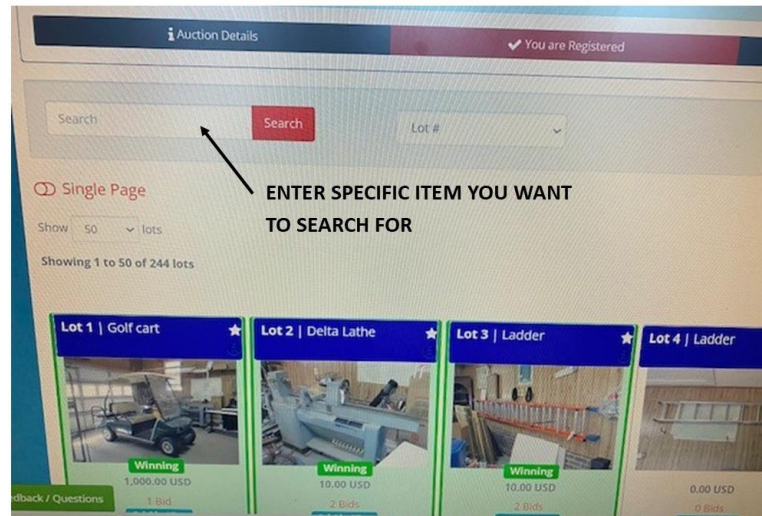 Auction Details
You are Registered
Search
Search
Lot #
ENTER SPECIFIC ITEM YOU WANT
TO SEARCH FOR
Single Page
Show 50 lots
Showing 1 to 50 of 244 lots
Lot 1 | Golf cart
Lot 2 | Delta Lathe
Lot 3 | Ladder
Lot 4 | Ladder
Winning
Winning
Winning
1,000.00 USD
10.00 USD
10.00 USD
0.00 USD
dback / Questions
1 Bid
2 Bids
2 Bids
0 Bids